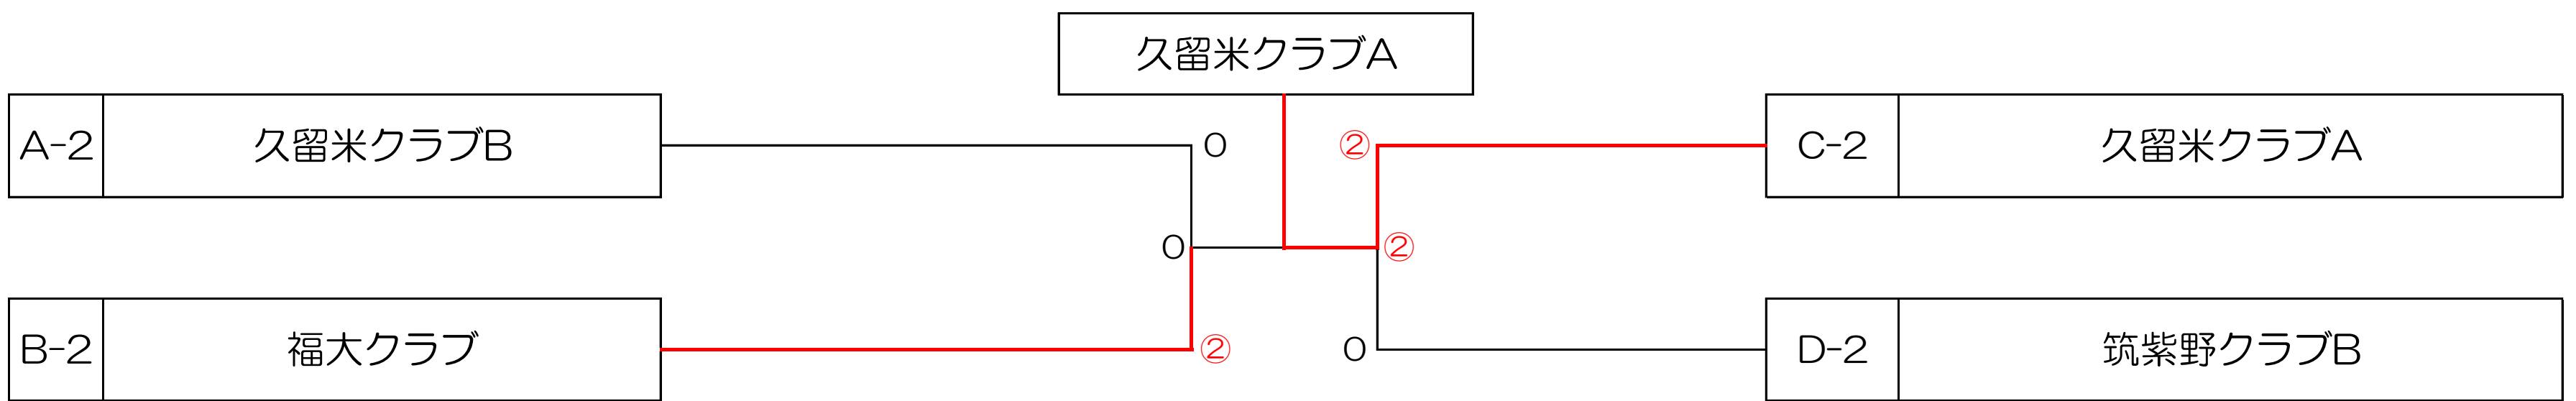 久留米クラブA
A-2 久留米クラブB 0 ② C-2 久留米クラブA
0 ②
B-2 福大クラブ ② 0 D-2 筑紫野クラブB